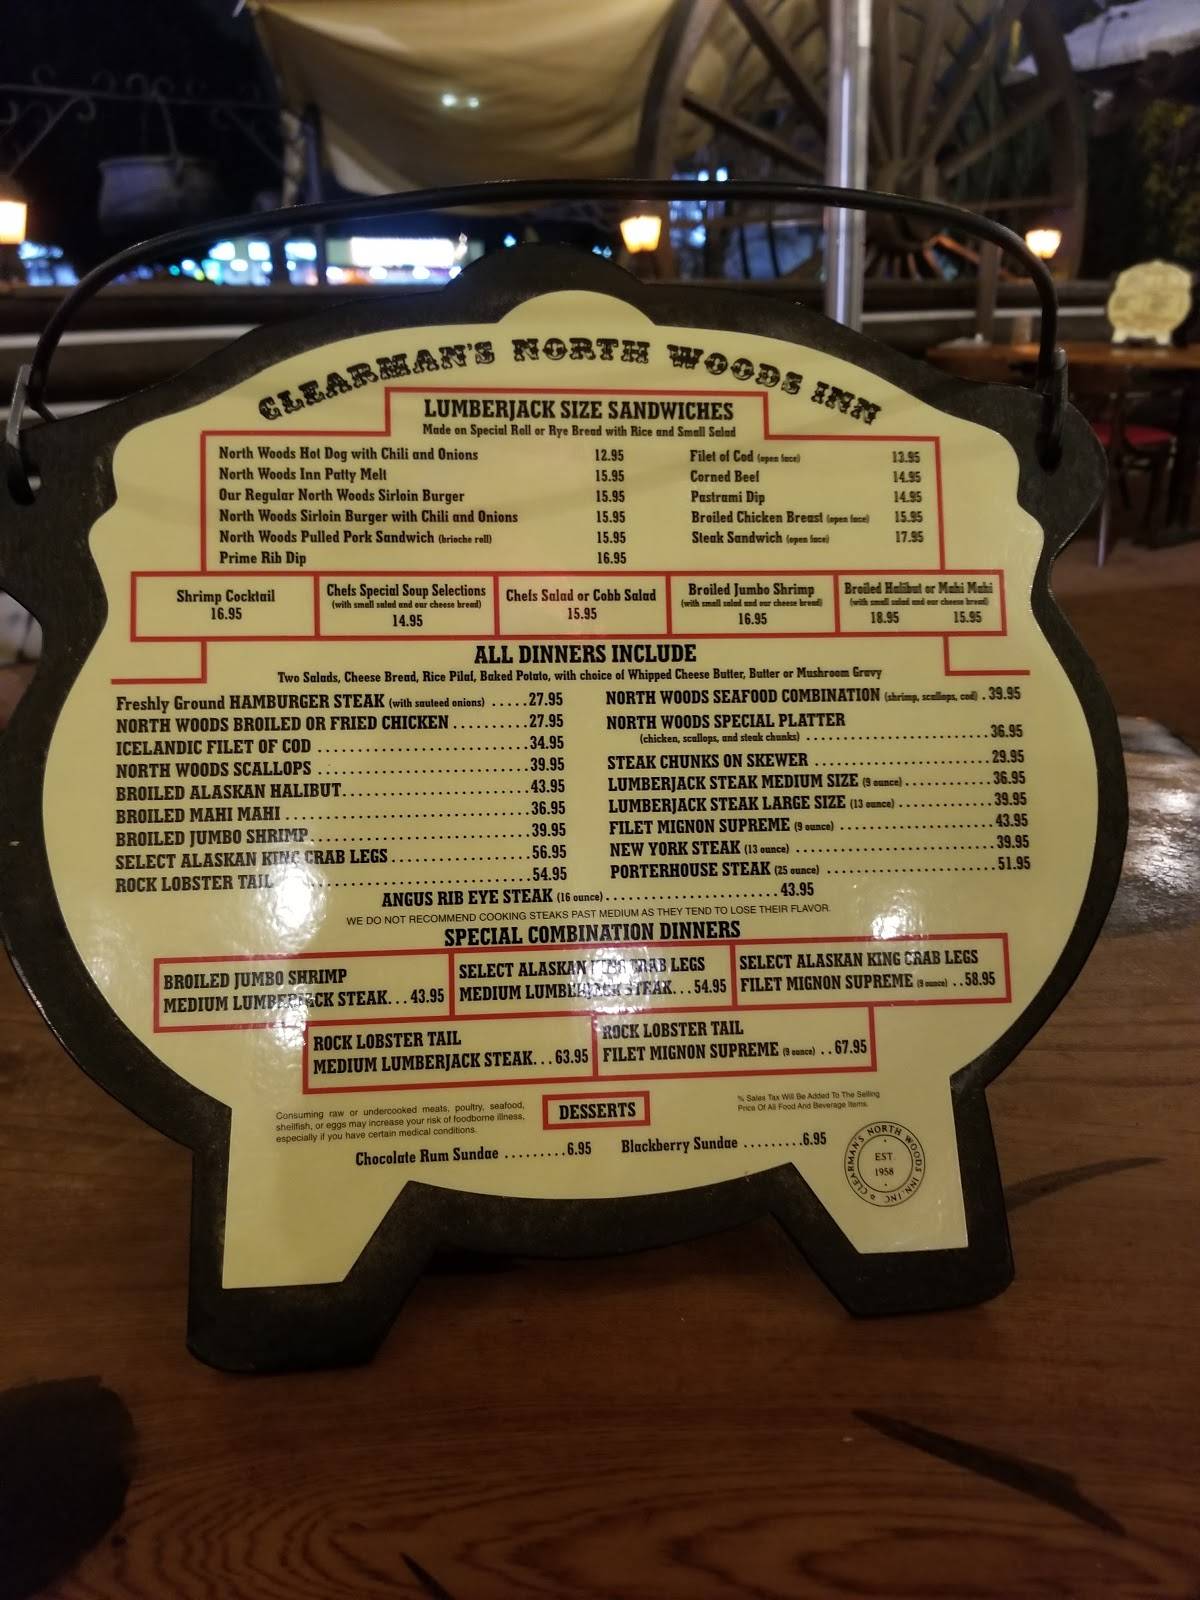 CLEARMAN'S NORTH WOODS INN
LUMBERJACK SIZE SANDWICHES
Made on Special Roll or Rye Bread with Rice and Small Salad
North Woods Hot Dog with Chili and Onions 12.95
North Woods Inn Patty Melt 15.95
Our Regular North Woods Sirloin Burger 15.95
North Woods Sirloin Burger with Chili and Onions 15.95
North Woods Pulled Pork Sandwich (brioche roll) 15.95
Prime Rib Dip 16.95
Filet of Cod (open face) 13.95
Corned Beef 14.95
Pastrami Dip 14.95
Broiled Chicken Breast (open face) 15.95
Steak Sandwich (open face) 17.95
Shrimp Cocktail
16.95
Chefs Special Soup Selections
(with small salad and our cheese bread)
14.95
Chefs Salad or Cobb Salad
15.95
Broiled Jumbo Shrimp
(with small salad and our cheese bread)
16.95
Broiled Halibut or Mahi Mahi
(with small salad and our cheese bread)
18.95 15.95
ALL DINNERS INCLUDE
Two Salads, Cheese Bread, Rice Pilaf, Baked Potato, with choice of Whipped Cheese Butter, Butter or Mushroom Gravy
Freshly Ground HAMBURGER STEAK (with sauteed onions) .....27.95
NORTH WOODS BROILED OR FRIED CHICKEN ..........27.95
ICELANDIC FILET OF COD ............................34.95
NORTH WOODS SCALLOPS ............................39.95
BROILED ALASKAN HALIBUT.........................43.95
BROILED MAHI MAHI .................................36.95
BROILED JUMBO SHRIMP.............................39.95
SELECT ALASKAN KING CRAB LEGS ..................56.95
ROCK LOBSTER TAIL ............................54.95
NORTH WOODS SEAFOOD COMBINATION (shrimp, scallops, cod) . 39.95
NORTH WOODS SPECIAL PLATTER
(chicken, scallops, and steak chunks) ............................36.95
STEAK CHUNKS ON SKEWER ........................29.95
LUMBERJACK STEAK MEDIUM SIZE (9 ounce) ............36.95
LUMBERJACK STEAK LARGE SIZE (13 ounce) .............39.95
FILET MIGNON SUPREME (9 ounce) .....................43.95
NEW YORK STEAK (13 ounce) ...........................39.95
PORTERHOUSE STEAK (25 ounce) .......................51.95
ANGUS RIB EYE STEAK (16 ounce)........................43.95
WE DO NOT RECOMMEND COOKING STEAKS PAST MEDIUM AS THEY TEND TO LOSE THEIR FLAVOR.
SPECIAL COMBINATION DINNERS
BROILED JUMBO SHRIMP
MEDIUM LUMBERJACK STEAK... 43.95
SELECT ALASKAN KING CRAB LEGS
MEDIUM LUMBERJACK STEAK... 54.95
SELECT ALASKAN KING CRAB LEGS
FILET MIGNON SUPREME (9 ounce) ..58.95
ROCK LOBSTER TAIL
MEDIUM LUMBERJACK STEAK... 63.95
ROCK LOBSTER TAIL
FILET MIGNON SUPREME (9 ounce) .. 67.95
Consuming raw or undercooked meats, poultry, seafood,
shellfish, or eggs may increase your risk of foodborne illness,
especially if you have certain medical conditions.
DESSERTS
% Sales Tax Will Be Added To The Selling
Price Of All Food And Beverage Items.
Chocolate Rum Sundae .........6.95
Blackberry Sundae .........6.95
CLEARMAN'S NORTH WOODS INN, INC
EST.
1958